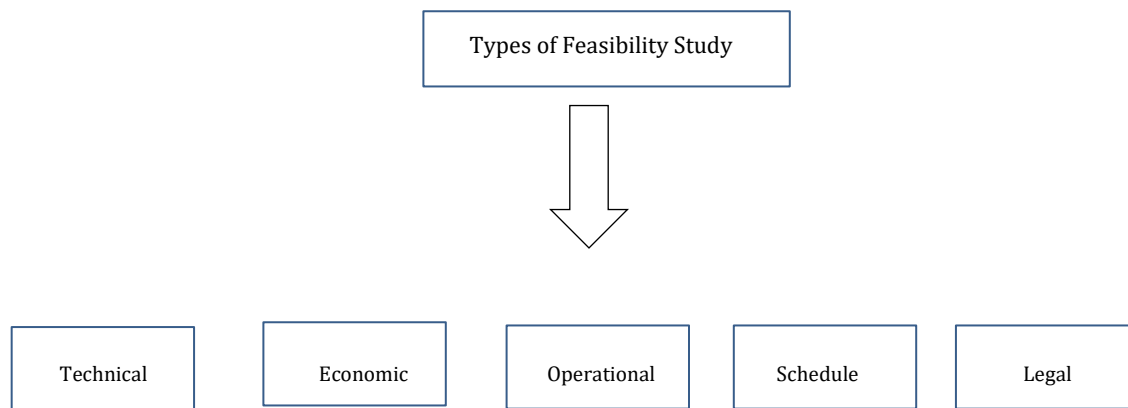 Types of Feasibility Study
Technical
Economic
Operational
Schedule
Legal